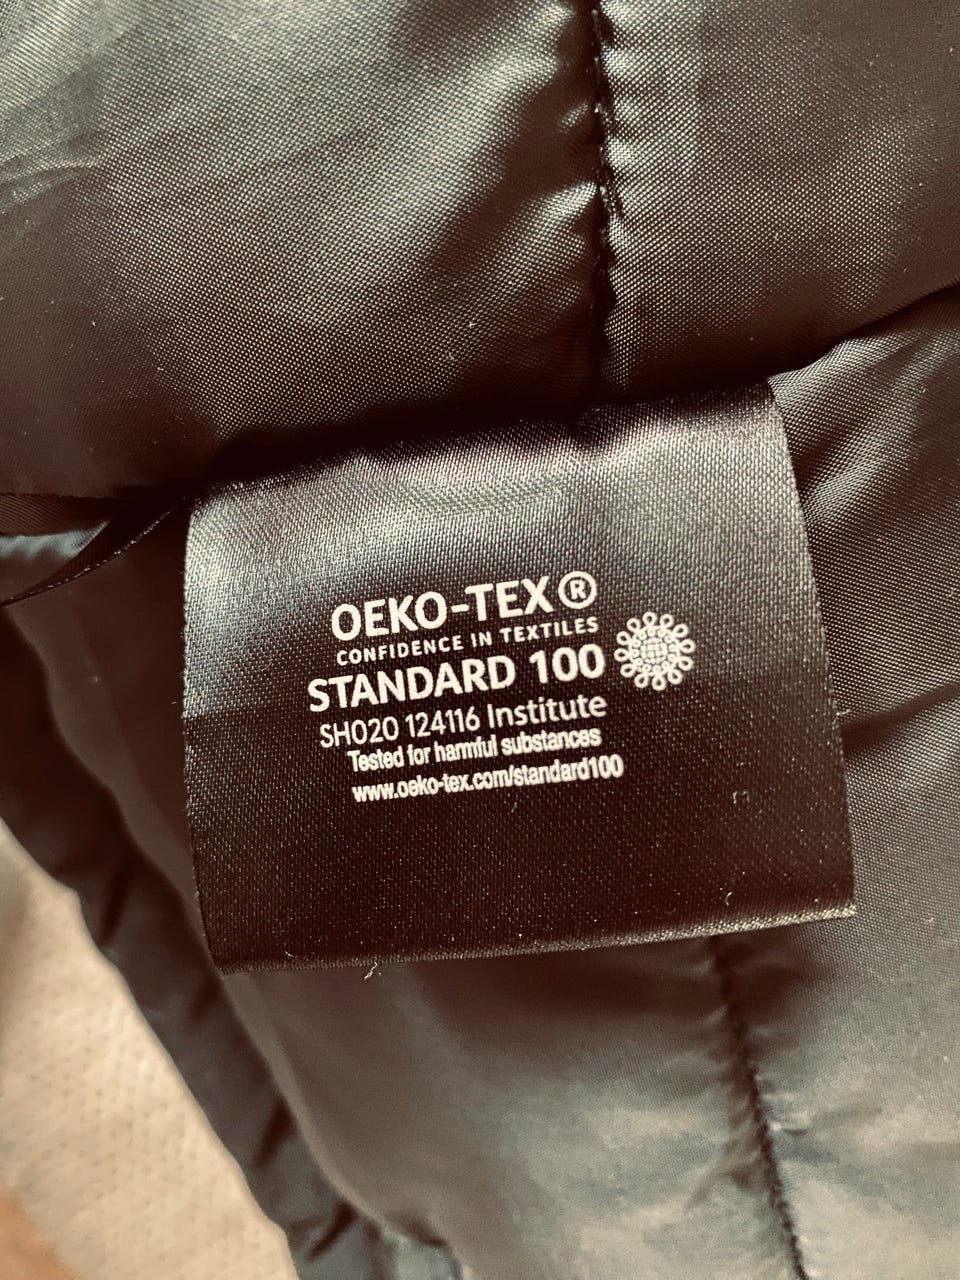 OEKO-TEX®
CONFIDENCE IN TEXTILES
STANDARD 100
SH020 124116 Institute
Tested for harmful substances
www.oeko-tex.com/standard100